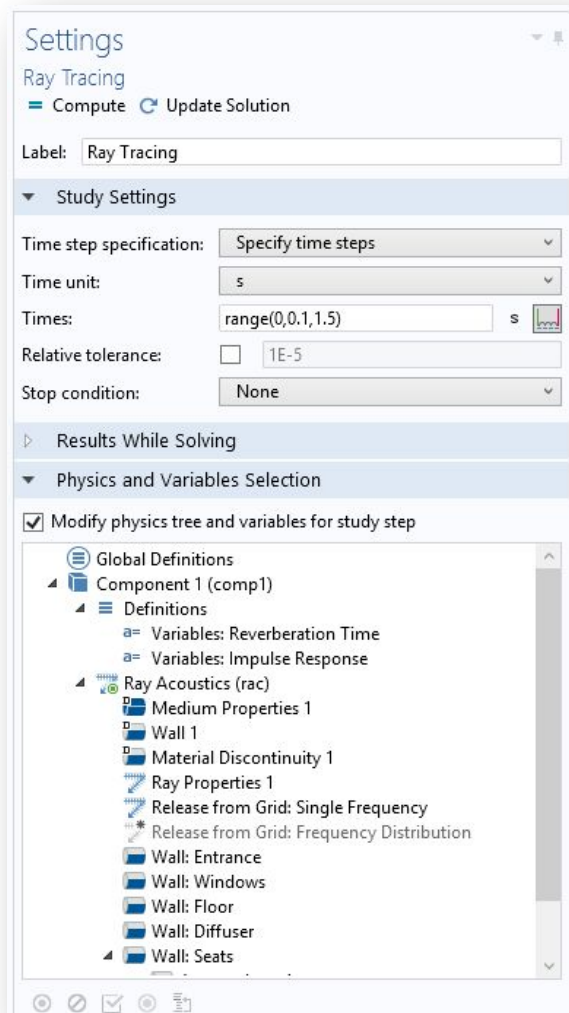 Settings
Ray Tracing
= Compute Update Solution
Label: Ray Tracing
Study Settings
Time step specification: Specify time steps
Time unit: s
Times: range(0,0.1,1.5) s
Relative tolerance: 1E-5
Stop condition: None
Results While Solving
Physics and Variables Selection
Modify physics tree and variables for study step
Global Definitions
Component 1 (comp1)
Definitions
a= Variables: Reverberation Time
a= Variables: Impulse Response
Ray Acoustics (rac)
D Medium Properties 1
D Wall 1
D Material Discontinuity 1
Ray Properties 1
Release from Grid: Single Frequency
Release from Grid: Frequency Distribution
Wall: Entrance
Wall: Windows
Wall: Floor
Wall: Diffuser
Wall: Seats